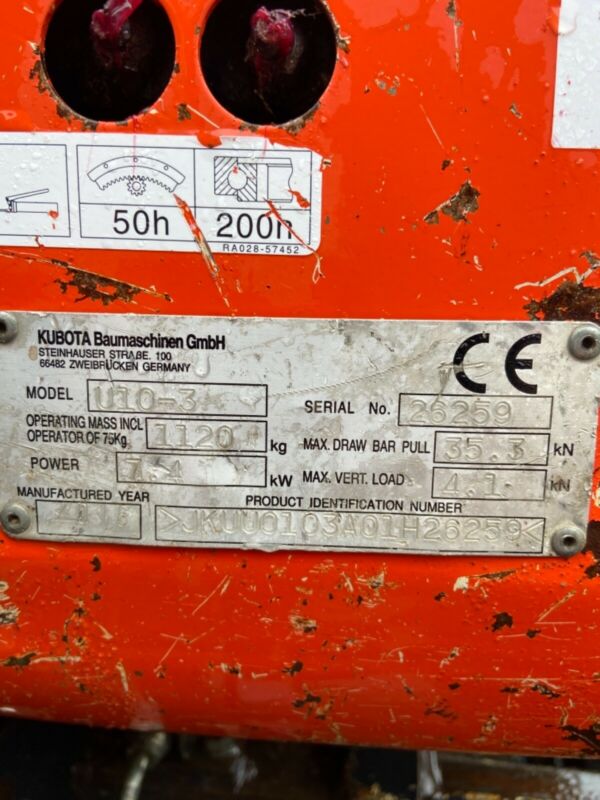 50h
200h
RA028-57452
KUBOTA Baumaschinen GmbH
STEINHAUSER STRAßE. 100
66482 ZWEIBRÜCKEN GERMANY
CE
MODEL U10-3
SERIAL No. 26259
OPERATING MASS INCL
OPERATOR OF 75Kg 1120 kg
MAX. DRAW BAR PULL 35.3 kN
POWER 7.4 kW
MAX. VERT. LOAD 4.1 kN
MANUFACTURED YEAR
PRODUCT IDENTIFICATION NUMBER
>JKUU0103A01H26259<